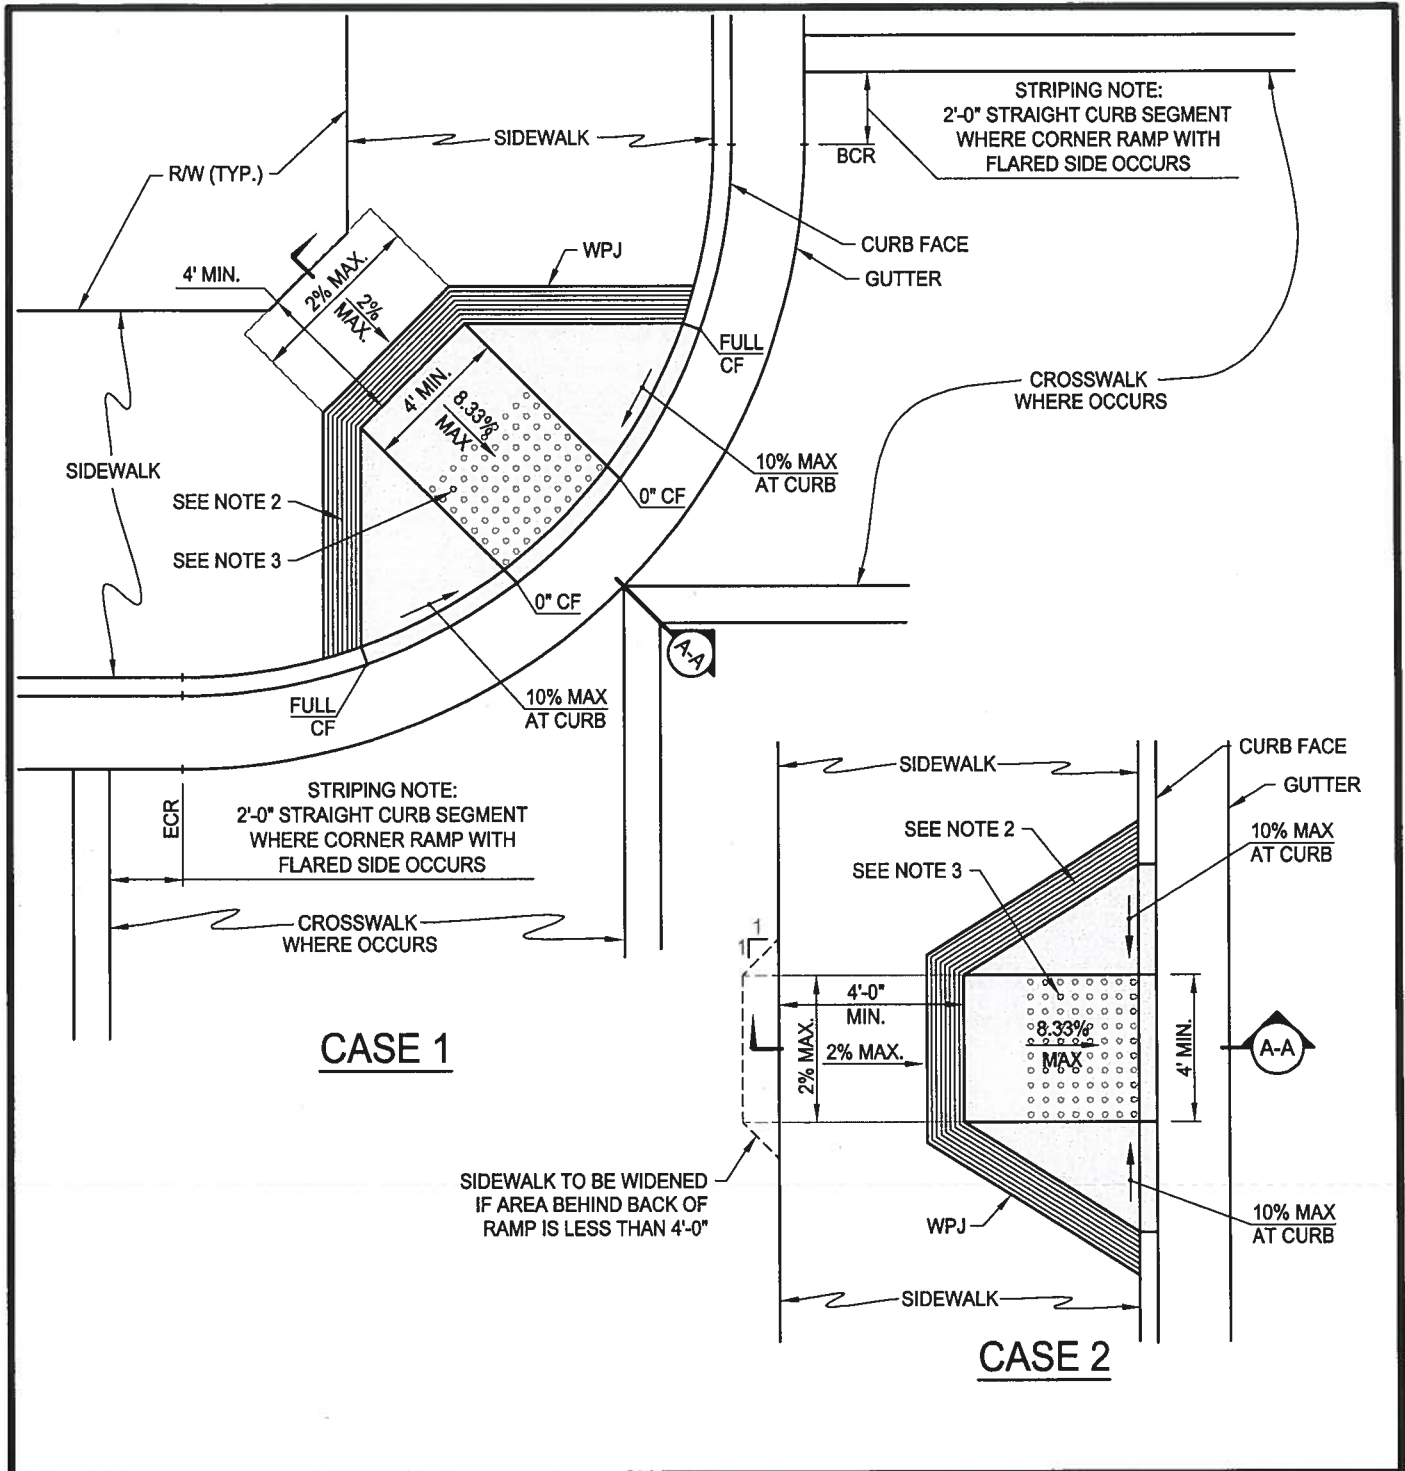 STRIPING NOTE:
2'-0" STRAIGHT CURB SEGMENT
WHERE CORNER RAMP WITH
FLARED SIDE OCCURS
SIDEWALK
BCR
R/W (TYP.)
CURB FACE
WPJ
GUTTER
4' MIN.
2% MAX.
2%
MAX.
FULL
CF
4' MIN.
8.33%
MAX
CROSSWALK
WHERE OCCURS
SIDEWALK
10% MAX
AT CURB
SEE NOTE 2
0" CF
SEE NOTE 3
0" CF
A-A
FULL
CF
10% MAX
AT CURB
STRIPING NOTE:
2'-0" STRAIGHT CURB SEGMENT
WHERE CORNER RAMP WITH
FLARED SIDE OCCURS
ECR
CROSSWALK
WHERE OCCURS
CASE 1
SIDEWALK
CURB FACE
GUTTER
SEE NOTE 2
10% MAX
AT CURB
SEE NOTE 3
1
1
4'-0"
MIN.
2% MAX.
2% MAX.
8.33%
MAX
4' MIN.
A-A
SIDEWALK TO BE WIDENED
IF AREA BEHIND BACK OF
RAMP IS LESS THAN 4'-0"
WPJ
10% MAX
AT CURB
SIDEWALK
CASE 2